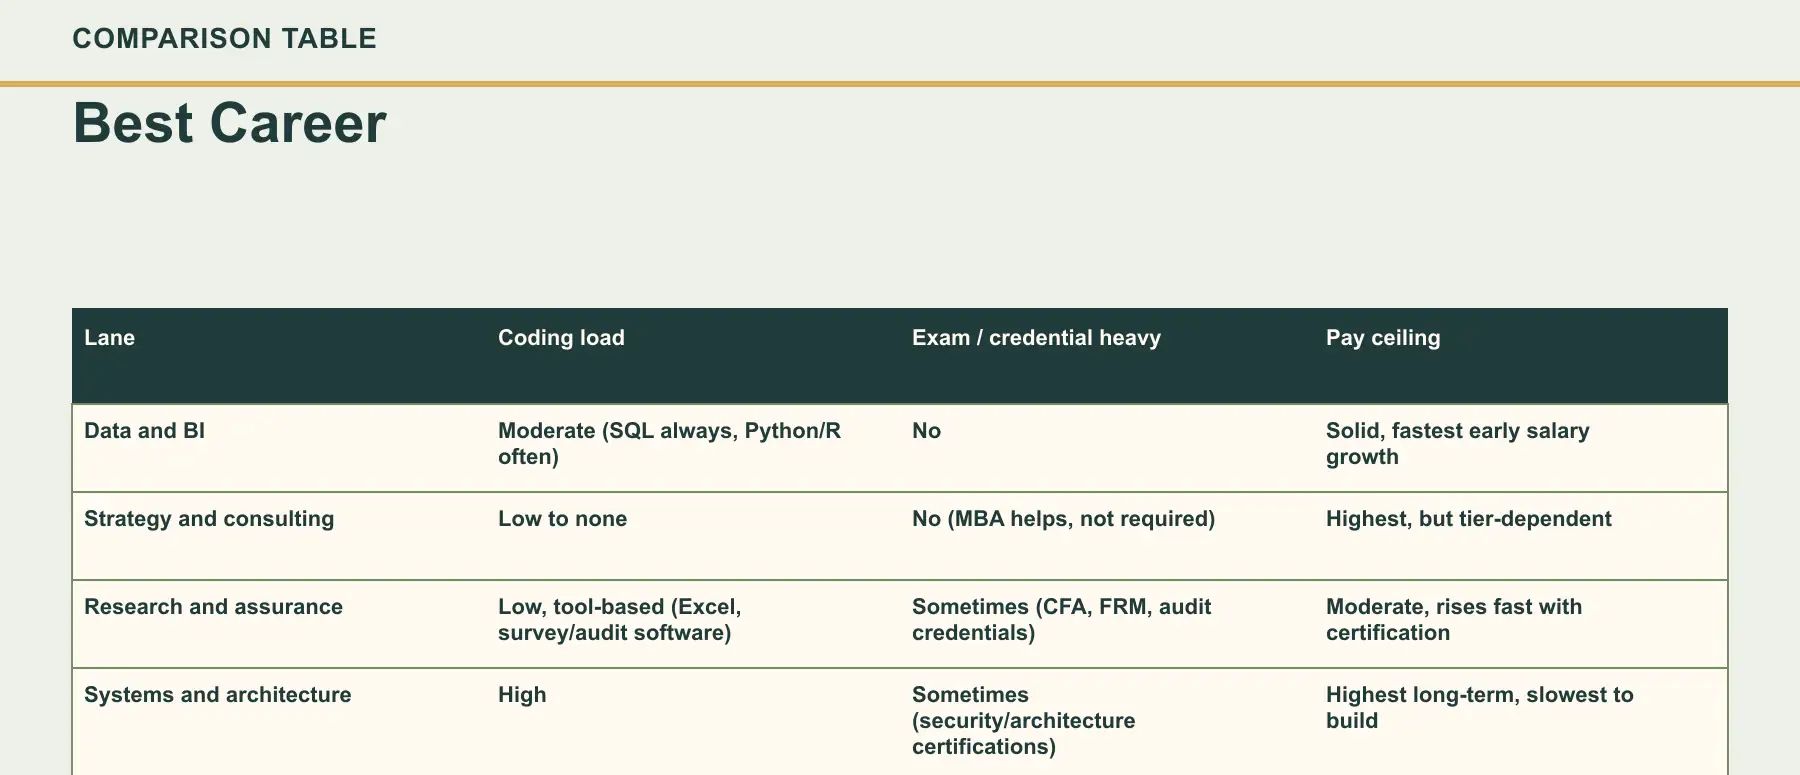 COMPARISON TABLE
Best Career
Lane
Coding load
Exam / credential heavy
Pay ceiling
Data and BI
Moderate (SQL always, Python/R
often)
No
Solid, fastest early salary
growth
Strategy and consulting
Low to none
No (MBA helps, not required)
Highest, but tier-dependent
Research and assurance
Low, tool-based (Excel,
survey/audit software)
Sometimes (CFA, FRM, audit
credentials)
Moderate, rises fast with
certification
Systems and architecture
High
Sometimes
(security/architecture
certifications)
Highest long-term, slowest to
build